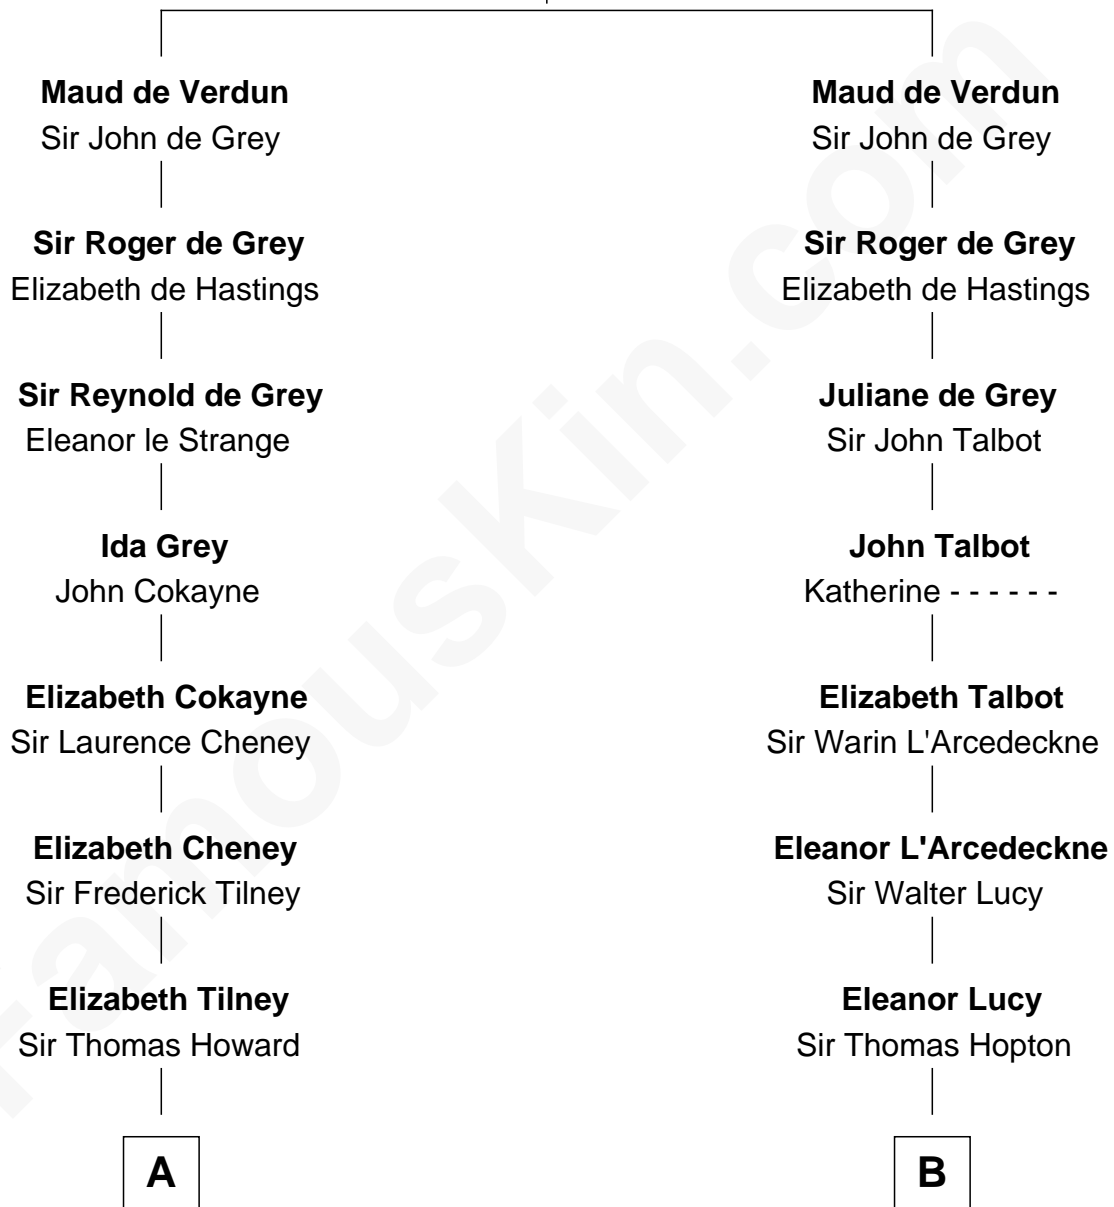 Maud de Verdun
Sir John de Grey
Sir Roger de Grey
Elizabeth de Hastings
Sir Reynold de Grey
Eleanor le Strange
Ida Grey
John Cokayne
Elizabeth Cokayne
Sir Laurence Cheney
Elizabeth Cheney
Sir Frederick Tilney
Elizabeth Tilney
Sir Thomas Howard
A
Maud de Verdun
Sir John de Grey
Sir Roger de Grey
Elizabeth de Hastings
Juliane de Grey
Sir John Talbot
John Talbot
Katherine - - - - - -
Elizabeth Talbot
Sir Warin L'Arcedeckne
Eleanor L'Arcedeckne
Sir Walter Lucy
Eleanor Lucy
Sir Thomas Hopton
B
FamousKin.com